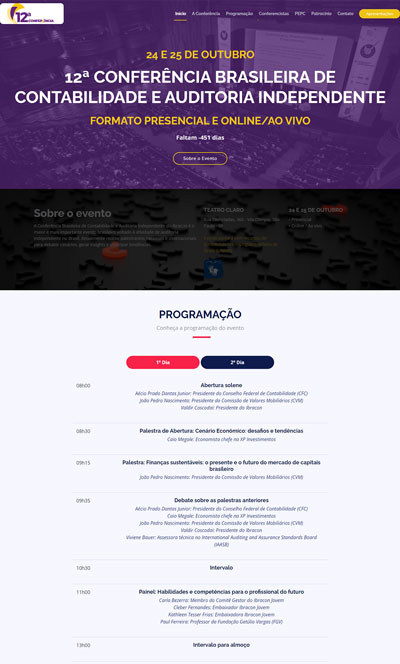 12ª
CONFERÊNCIA
Início
A Conferência
Programação
Conferencistas
PEPC
Patrocínio
Contato
Apresentações
24 E 25 DE OUTUBRO
12ª CONFERÊNCIA BRASILEIRA DE
CONTABILIDADE E AUDITORIA INDEPENDENTE
FORMATO PRESENCIAL E ONLINE/AO VIVO
Faltam -451 dias
Sobre o Evento
Sobre o evento
TEATRO CLARO
24 E 25 DE OUTUBRO
PROGRAMAÇÃO
Conheça a programação do evento
1º Dia
2º Dia
08h00
Abertura solene
Aécio Prado Dantas Junior: Presidente do Conselho Federal de Contabilidade (CFC)
João Pedro Nascimento: Presidente da Comissão de Valores Mobiliários (CVM)
Valdir Coscodai: Presidente do Ibracon
08h30
Palestra de Abertura: Cenário Econômico: desafios e tendências
Caio Megale: Economista chefe na XP Investimentos
09h15
Palestra: Finanças sustentáveis: o presente e o futuro do mercado de capitais
brasileiro
João Pedro Nascimento: Presidente da Comissão de Valores Mobiliários (CVM)
09h35
Debate sobre as palestras anteriores
Aécio Prado Dantas Junior: Presidente do Conselho Federal de Contabilidade (CFC)
Caio Megale: Economista chefe na XP Investimentos
João Pedro Nascimento: Presidente da Comissão de Valores Mobiliários (CVM)
Valdir Coscodai: Presidente do Ibracon
Viviene Bauer: Assessora técnica no International Auditing and Assurance Standards Board
(IAASB)
10h30
Intervalo
11h00
Painel: Habilidades e competências para o profissional do futuro
Carla Bezerra: Membro do Comitê Gestor do Ibracon Jovem
Cleber Fernandes: Embaixador Ibracon Jovem
Kathleen Tesser Frias: Embaixadora Ibracon Jovem
Paul Ferreira: Professor da Fundação Getúlio Vargas (FGV)
13h00
Intervalo para almoço